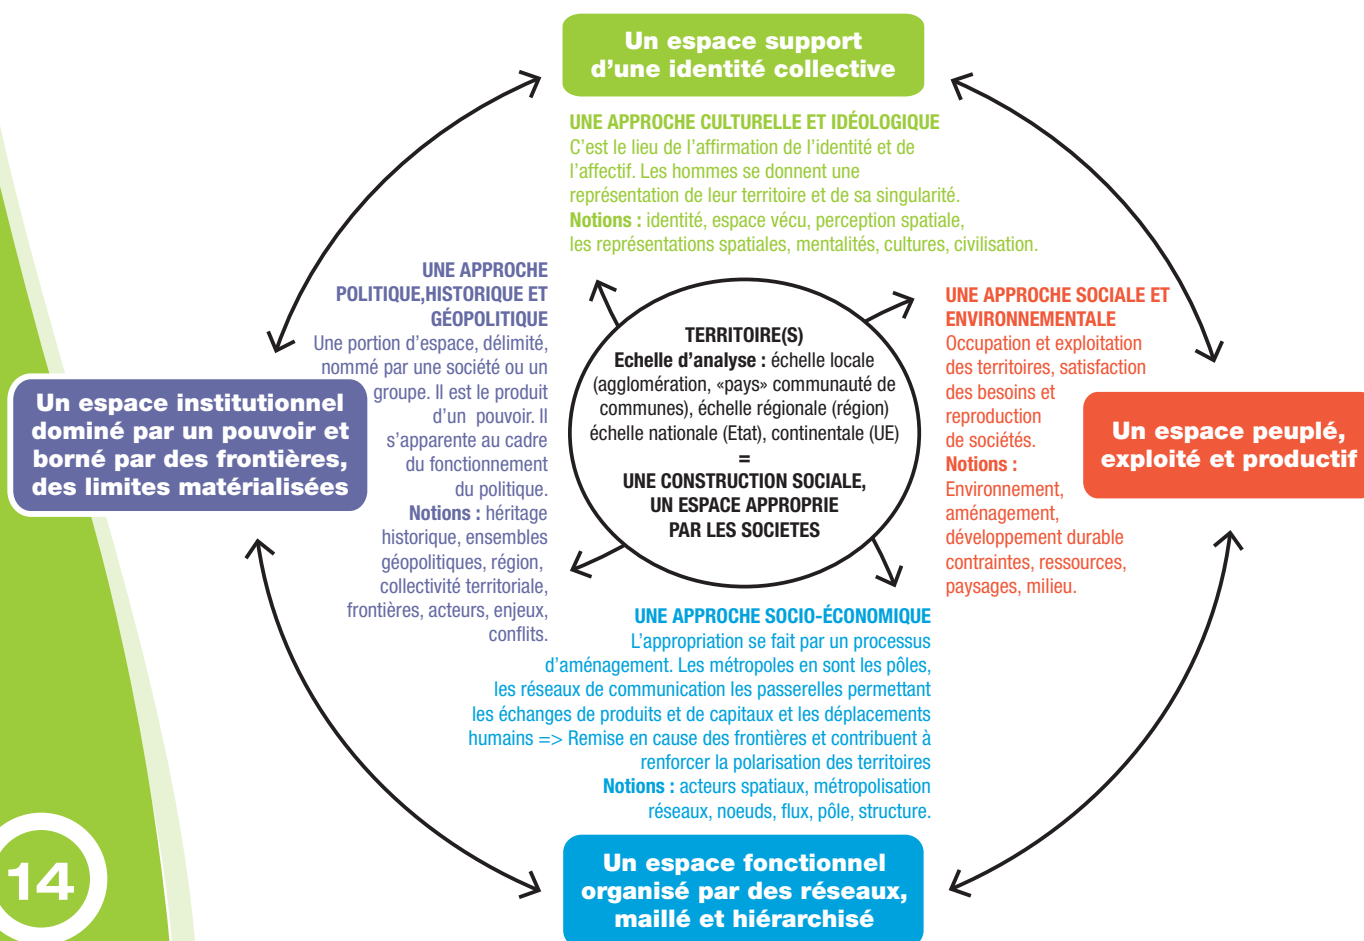 Un espace support
d’une identité collective
UNE APPROCHE CULTURELLE ET IDÉOLOGIQUE
C’est le lieu de l’affirmation de l’identité et de
l’affectif. Les hommes se donnent une
représentation de leur territoire et de sa singularité.
Notions : identité, espace vécu, perception spatiale,
les représentations spatiales, mentalités, cultures, civilisation.
UNE APPROCHE
POLITIQUE,HISTORIQUE ET
GÉOPOLITIQUE
Une portion d’espace, délimité,
nommé par une société ou un
groupe. Il est le produit
d’un pouvoir. Il
s’apparente au cadre
du fonctionnement
du politique.
Notions : héritage
historique, ensembles
géopolitiques, région,
collectivité territoriale,
frontières, acteurs, enjeux,
conflits.
Un espace institutionnel
dominé par un pouvoir et
borné par des frontières,
des limites matérialisées
TERRITOIRE(S)
Echelle d’analyse : échelle locale
(agglomération, «pays» communauté de
communes), échelle régionale (région)
échelle nationale (Etat), continentale (UE)
=
UNE CONSTRUCTION SOCIALE,
UN ESPACE APPROPRIE
PAR LES SOCIETES
UNE APPROCHE SOCIALE ET
ENVIRONNEMENTALE
Occupation et exploitation
des territoires, satisfaction
des besoins et
reproduction
de sociétés.
Notions :
Environnement,
aménagement,
développement durable
contraintes, ressources,
paysages, milieu.
Un espace peuplé,
exploité et productif
UNE APPROCHE SOCIO-ÉCONOMIQUE
L’appropriation se fait par un processus
d’aménagement. Les métropoles en sont les pôles,
les réseaux de communication les passerelles permettant
les échanges de produits et de capitaux et les déplacements
humains => Remise en cause des frontières et contribuent à
renforcer la polarisation des territoires
Notions : acteurs spatiaux, métropolisation
réseaux, noeuds, flux, pôle, structure.
Un espace fonctionnel
organisé par des réseaux,
maillé et hiérarchisé
14